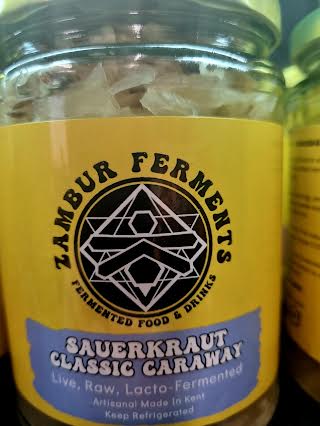 ZAMBUR FERMENTS
FERMENTED FOOD & DRINKS
SAUERKRAUT
CLASSIC CARAWAY
Live, Raw, Lacto-Fermented
Artisanal Made In Kent
Keep Refrigerated